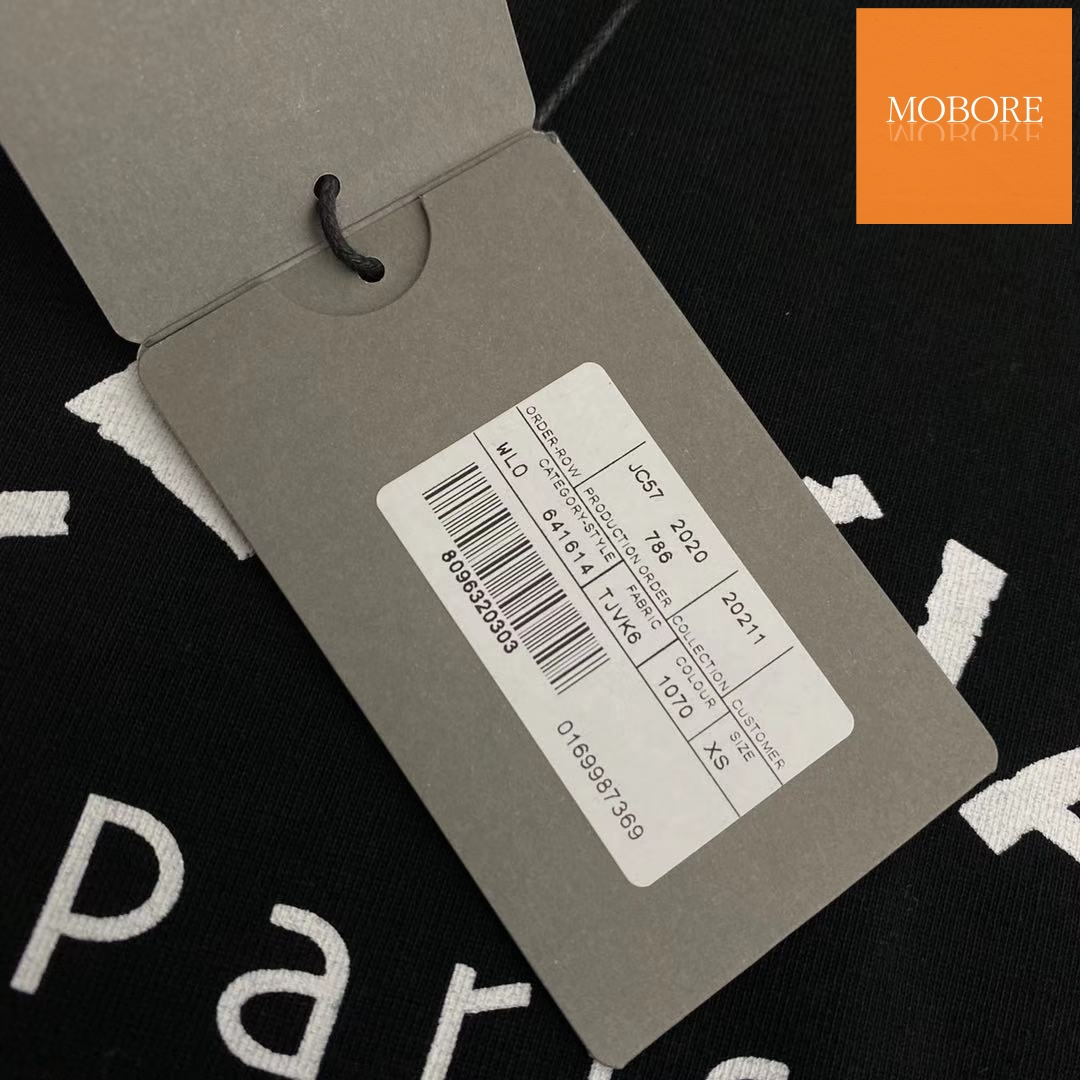 MOBORE
ORDER-ROW PRODUCTION ORDER COLLECTION CUSTOMER
JC57 2020 786 20211
CATEGORY-STYLE FABRIC COLOUR SIZE
WLO 641614 TJVK6 1070 XS
8096320303
0169987369
Par